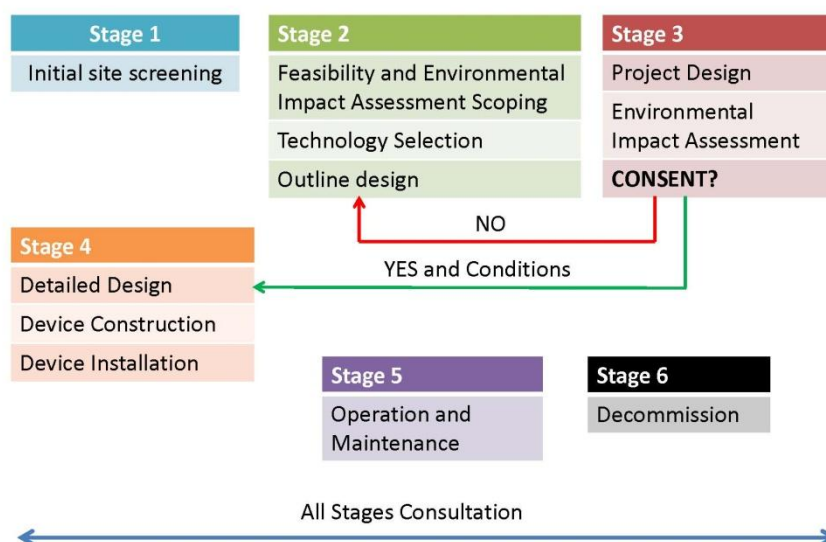 Stage 1
Initial site screening
Stage 2
Feasibility and Environmental
Impact Assessment Scoping
Technology Selection
Outline design
Stage 3
Project Design
Environmental
Impact Assessment
CONSENT?
NO
YES and Conditions
Stage 4
Detailed Design
Device Construction
Device Installation
Stage 5
Operation and
Maintenance
Stage 6
Decommission
All Stages Consultation